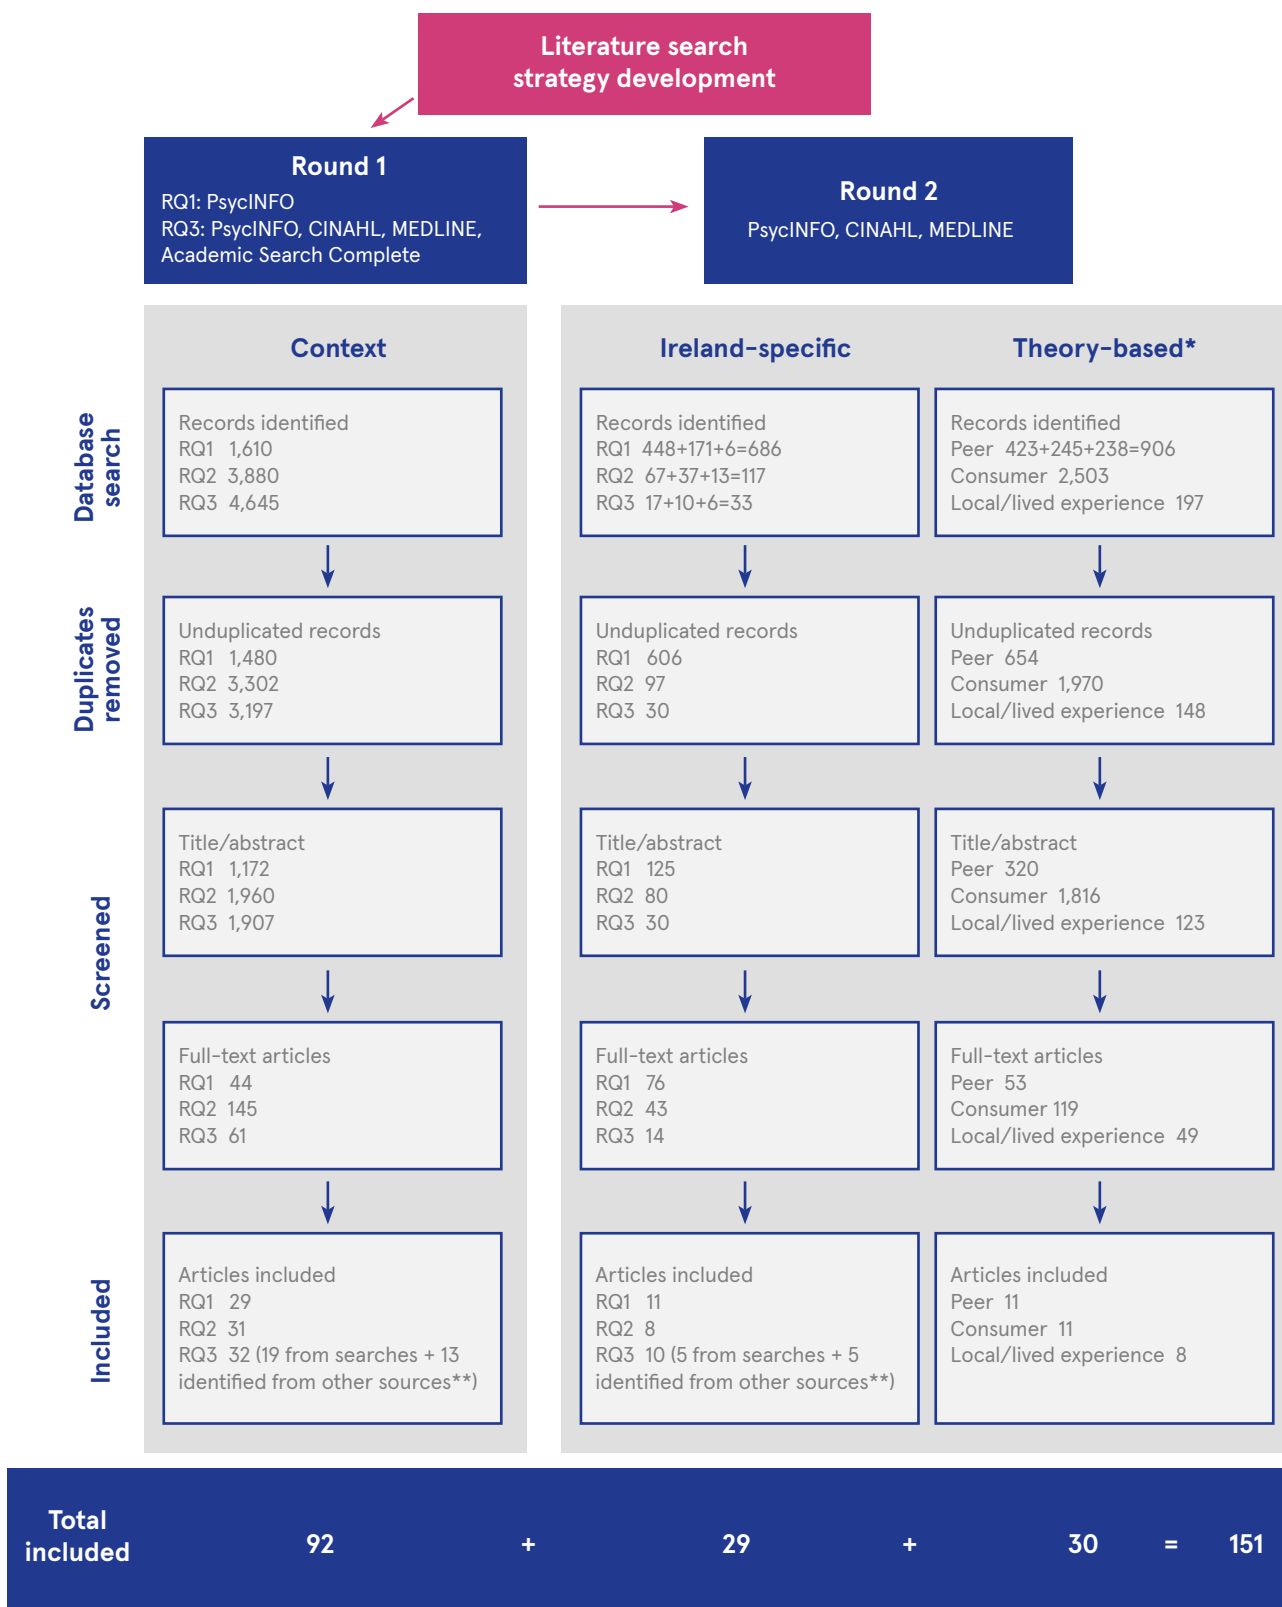 Literature search
strategy development
Round 1
RQ1: PsycINFO
RQ3: PsycINFO, CINAHL, MEDLINE,
Academic Search Complete
Round 2
PsycINFO, CINAHL, MEDLINE
Context
Ireland-specific
Theory-based*
Database
search
Records identified
RQ1 1,610
RQ2 3,880
RQ3 4,645
Records identified
RQ1 448+171+6=686
RQ2 67+37+13=117
RQ3 17+10+6=33
Records identified
Peer 423+245+238=906
Consumer 2,503
Local/lived experience 197
Duplicates
removed
Unduplicated records
RQ1 1,480
RQ2 3,302
RQ3 3,197
Unduplicated records
RQ1 606
RQ2 97
RQ3 30
Unduplicated records
Peer 654
Consumer 1,970
Local/lived experience 148
Screened
Title/abstract
RQ1 1,172
RQ2 1,960
RQ3 1,907
Title/abstract
RQ1 125
RQ2 80
RQ3 30
Title/abstract
Peer 320
Consumer 1,816
Local/lived experience 123
Full-text articles
RQ1 44
RQ2 145
RQ3 61
Full-text articles
RQ1 76
RQ2 43
RQ3 14
Full-text articles
Peer 53
Consumer 119
Local/lived experience 49
Included
Articles included
RQ1 29
RQ2 31
RQ3 32 (19 from searches + 13
identified from other sources**)
Articles included
RQ1 11
RQ2 8
RQ3 10 (5 from searches + 5
identified from other sources**)
Articles included
Peer 11
Consumer 11
Local/lived experience 8
Total
included
92 + 29 + 30 = 151